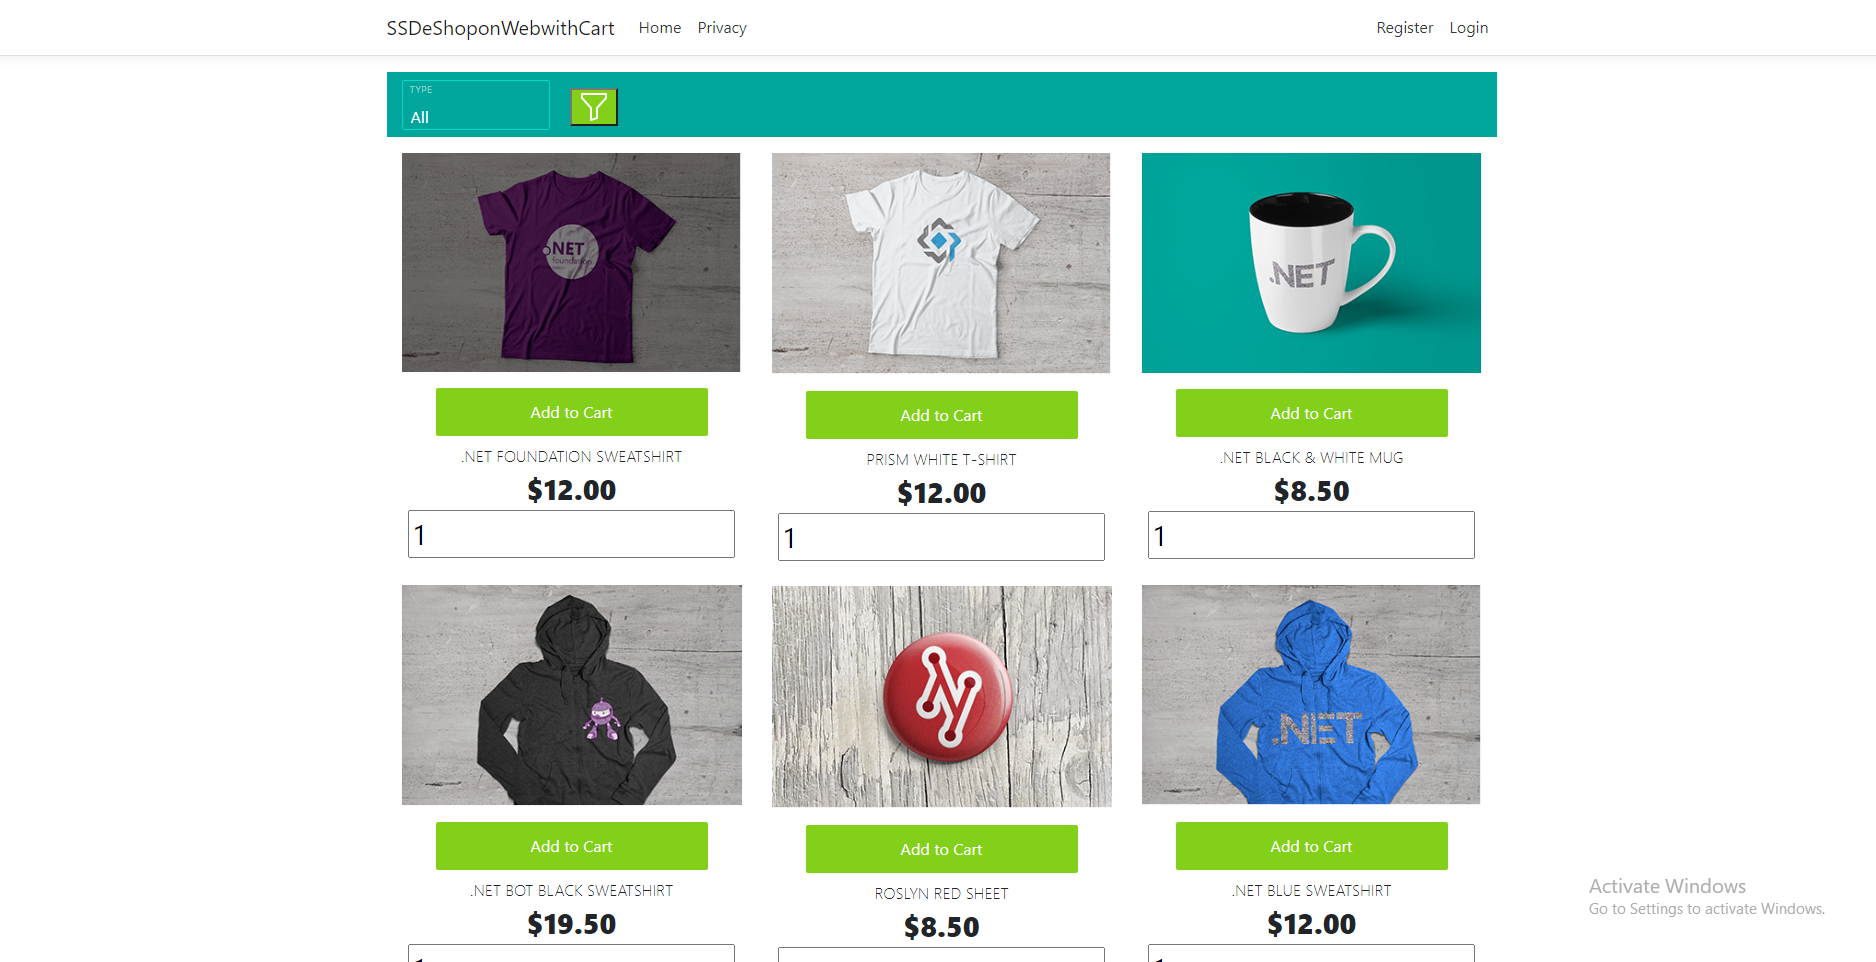 SSDeShoponWebwithCart Home Privacy Register Login
TYPE
All
.NET
foundation
.NET
Add to Cart Add to Cart Add to Cart
.NET FOUNDATION SWEATSHIRT PRISM WHITE T-SHIRT .NET BLACK & WHITE MUG
$12.00 $12.00 $8.50
1 1 1
.NET
Add to Cart Add to Cart Add to Cart
.NET BOT BLACK SWEATSHIRT ROSLYN RED SHEET .NET BLUE SWEATSHIRT
$19.50 $8.50 $12.00
Activate Windows
Go to Settings to activate Windows.